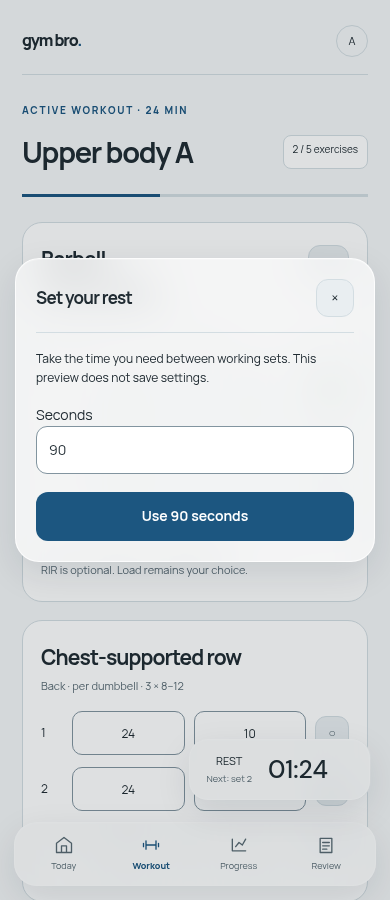 gym bro.
A
ACTIVE WORKOUT · 24 MIN
Upper body A
2 / 5 exercises
Barbell
Set your rest
×
Take the time you need between working sets. This
preview does not save settings.
Seconds
90
Use 90 seconds
RIR is optional. Load remains your choice.
Chest-supported row
Back · per dumbbell · 3 × 8–12
1
24
10
○
REST
Next: set 2
01:24
2
24
Today
Workout
Progress
Review